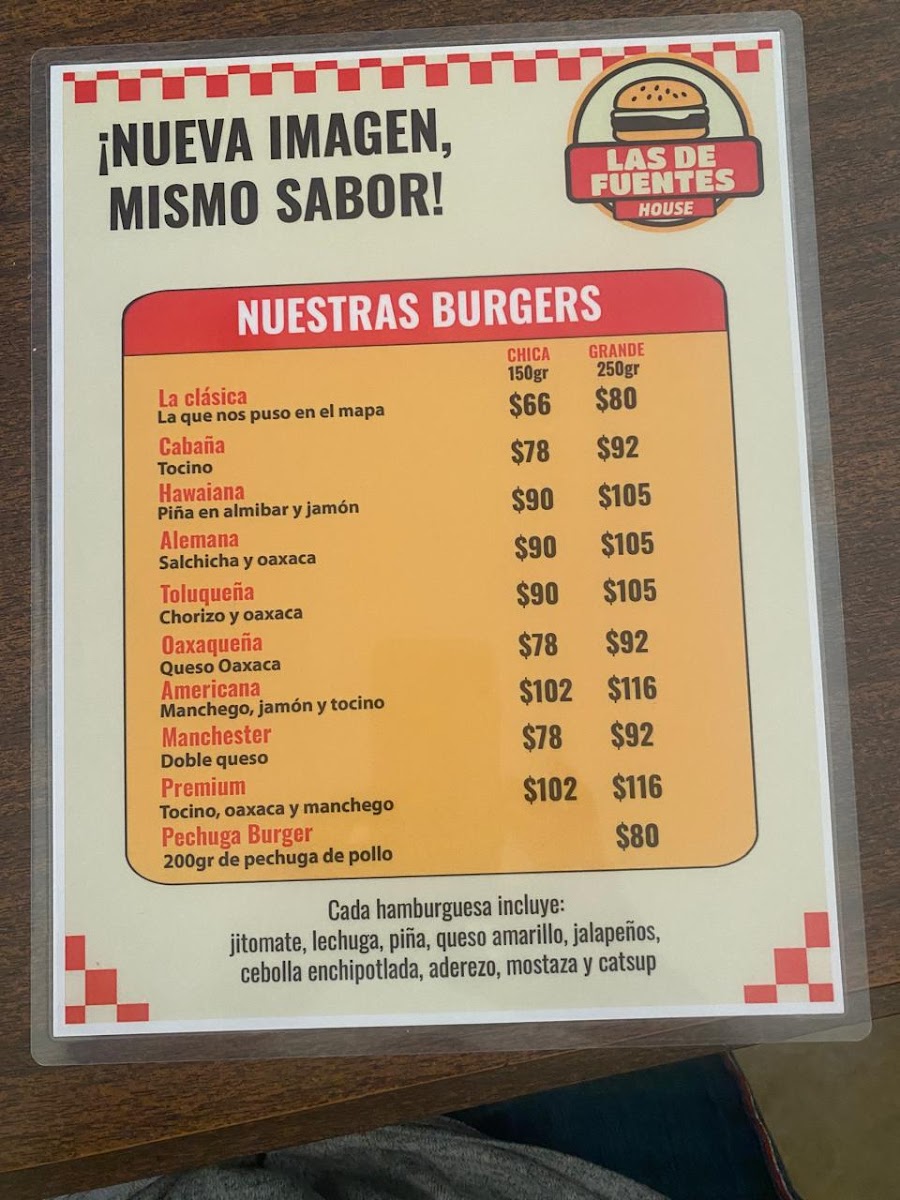 ¡NUEVA IMAGEN,
MISMO SABOR!
LAS DE
FUENTES
HOUSE
NUESTRAS BURGERS
CHICA GRANDE
150gr 250gr
La clásica $66 $80
La que nos puso en el mapa
Cabaña $78 $92
Tocino
Hawaiana $90 $105
Piña en almibar y jamón
Alemana $90 $105
Salchicha y oaxaca
Toluqueña $90 $105
Chorizo y oaxaca
Oaxaqueña $78 $92
Queso Oaxaca
Americana $102 $116
Manchego, jamón y tocino
Manchester $78 $92
Doble queso
Premium $102 $116
Tocino, oaxaca y manchego
Pechuga Burger $80
200gr de pechuga de pollo
Cada hamburguesa incluye:
jitomate, lechuga, piña, queso amarillo, jalapeños,
cebolla enchipotlada, aderezo, mostaza y catsup